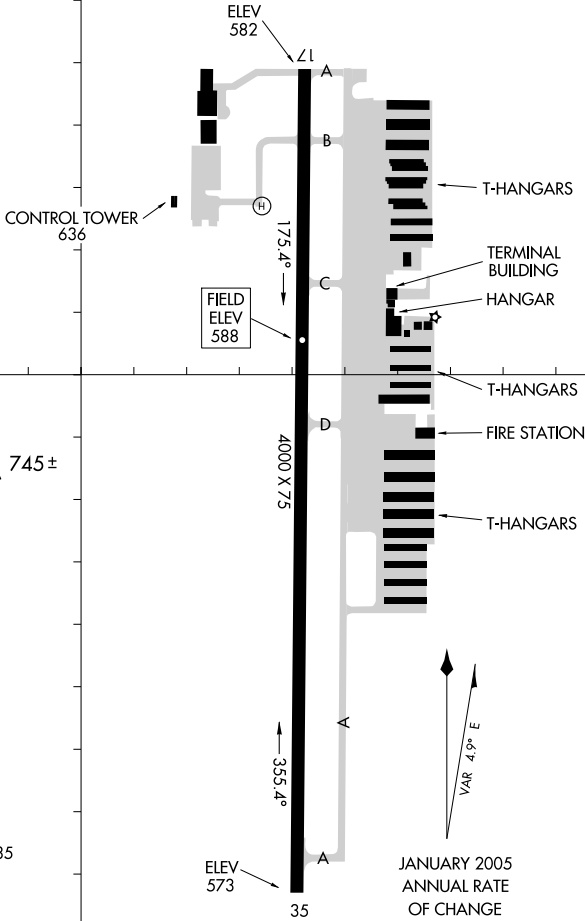 ELEV
582
17
A
B
T-HANGARS
CONTROL TOWER
636
H
175.4°
TERMINAL
BUILDING
C
HANGAR
FIELD
ELEV
588
T-HANGARS
D
FIRE STATION
745±
4000 X 75
T-HANGARS
A
VAR 4.9° E
355.4°
35
A
ELEV
573
35
JANUARY 2005
ANNUAL RATE
OF CHANGE